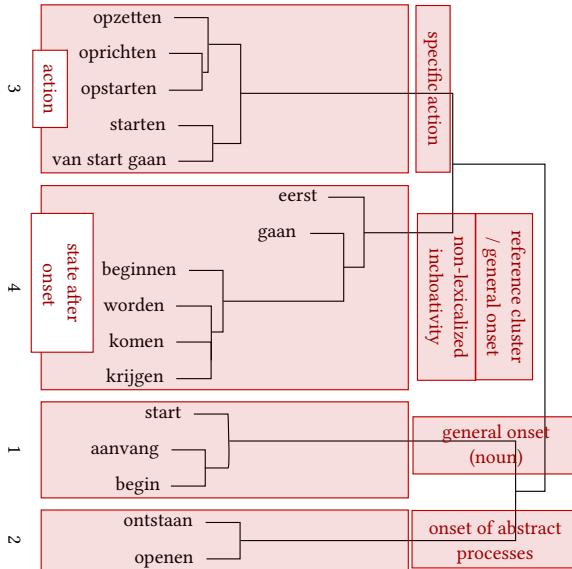 opzetten
oprichten
opstarten
starten
van start gaan
action
3
specific action
eerst
gaan
beginnen
worden
komen
krijgen
state after
onset
4
reference cluster
/ general onset
non-lexicalized
inchoativity
start
aanvang
begin
1
general onset
(noun)
ontstaan
openen
2
onset of abstract
processes